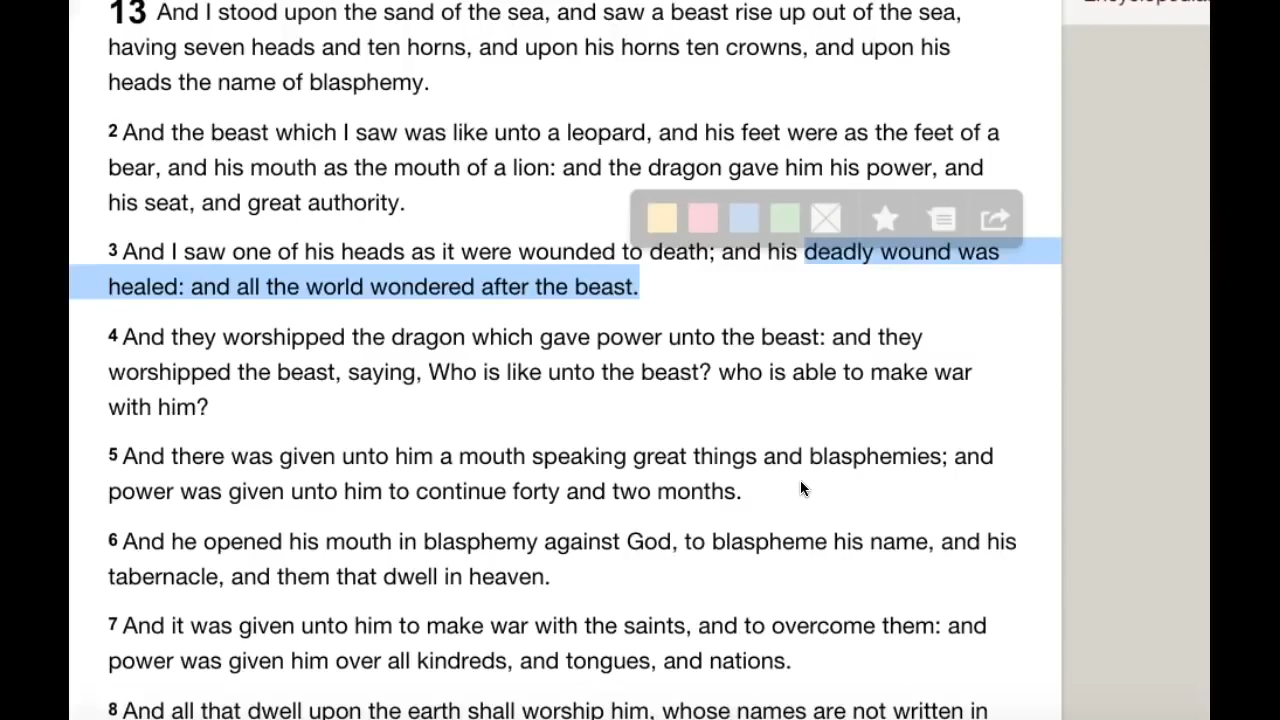 13 And I stood upon the sand of the sea, and saw a beast rise up out of the sea,
having seven heads and ten horns, and upon his horns ten crowns, and upon his
heads the name of blasphemy.
2 And the beast which I saw was like unto a leopard, and his feet were as the feet of a
bear, and his mouth as the mouth of a lion: and the dragon gave him his power, and
his seat, and great authority.
3 And I saw one of his heads as it were wounded to death; and his deadly wound was
healed: and all the world wondered after the beast.
4 And they worshipped the dragon which gave power unto the beast: and they
worshipped the beast, saying, Who is like unto the beast? who is able to make war
with him?
5 And there was given unto him a mouth speaking great things and blasphemies; and
power was given unto him to continue forty and two months.
6 And he opened his mouth in blasphemy against God, to blaspheme his name, and his
tabernacle, and them that dwell in heaven.
7 And it was given unto him to make war with the saints, and to overcome them: and
power was given him over all kindreds, and tongues, and nations.
8 And all that dwell upon the earth shall worship him, whose names are not written in